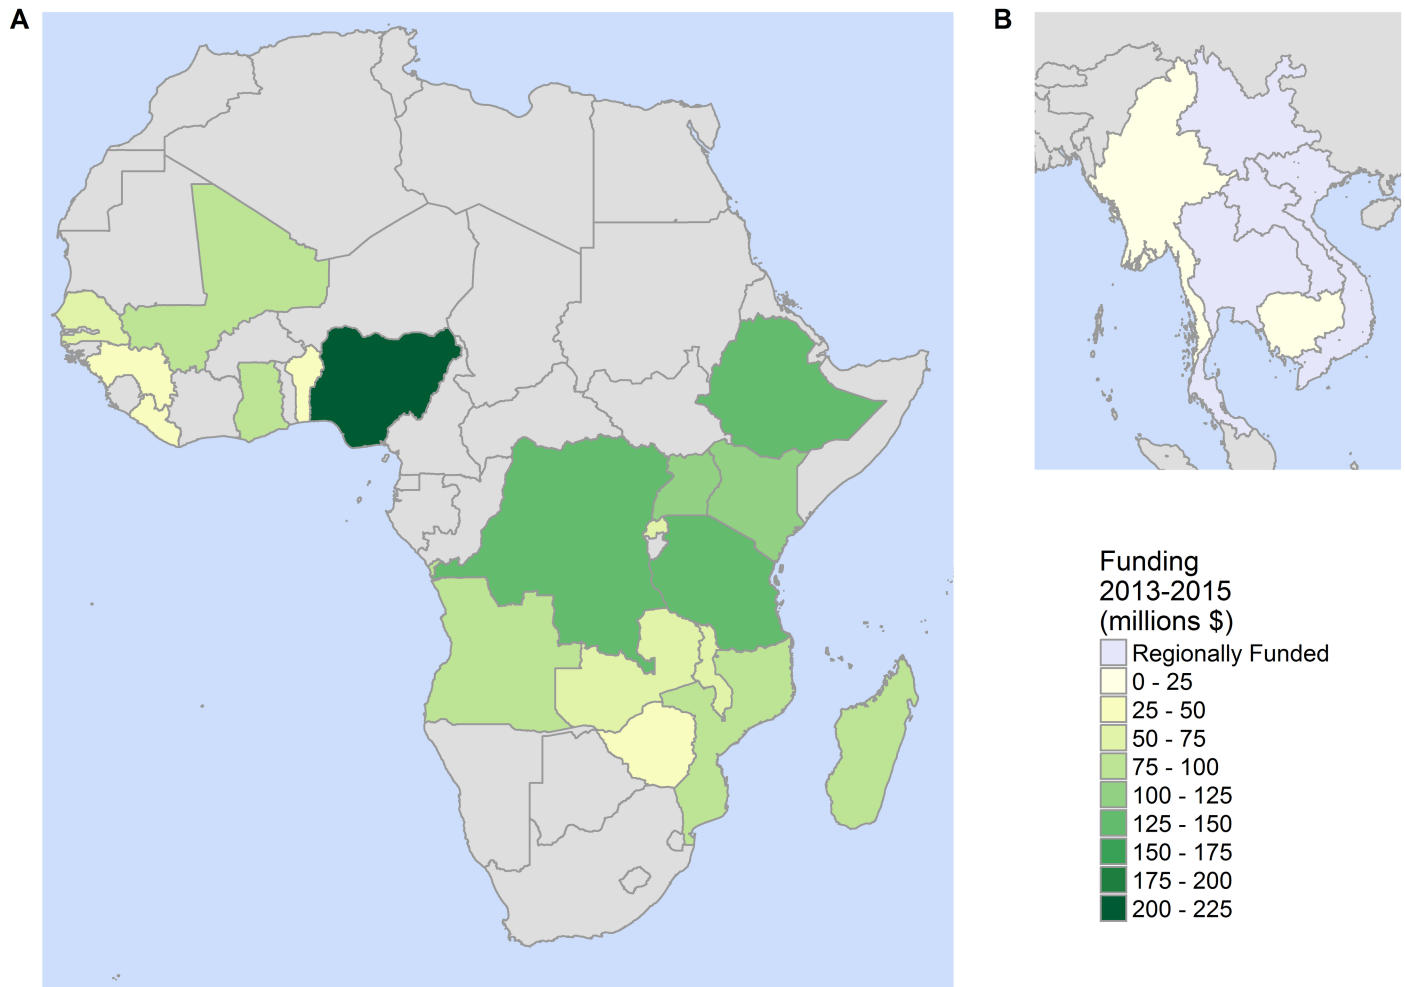 A
B
Funding
2013-2015
(millions $)
Regionally Funded
0 - 25
25 - 50
50 - 75
75 - 100
100 - 125
125 - 150
150 - 175
175 - 200
200 - 225